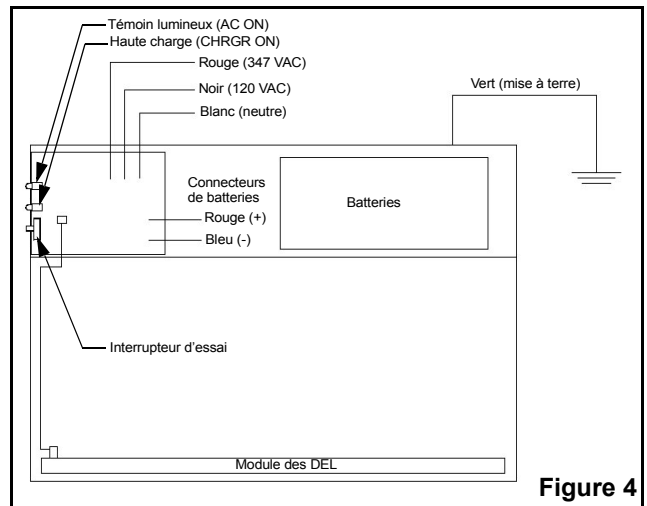 Témoin lumineux (AC ON)
Haute charge (CHRGR ON)
Rouge (347 VAC)
Noir (120 VAC)
Blanc (neutre)
Vert (mise à terre)
Connecteurs
de batteries
Rouge (+)
Bleu (-)
Batteries
Interrupteur d'essai
Module des DEL
Figure 4